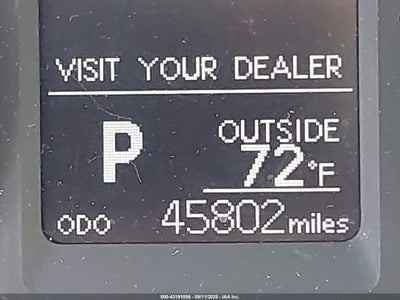 VISIT YOUR DEALER
P
OUTSIDE
72°F
ODO 45802 miles
000-43191006 - 09/11/2025 - IAA Inc.